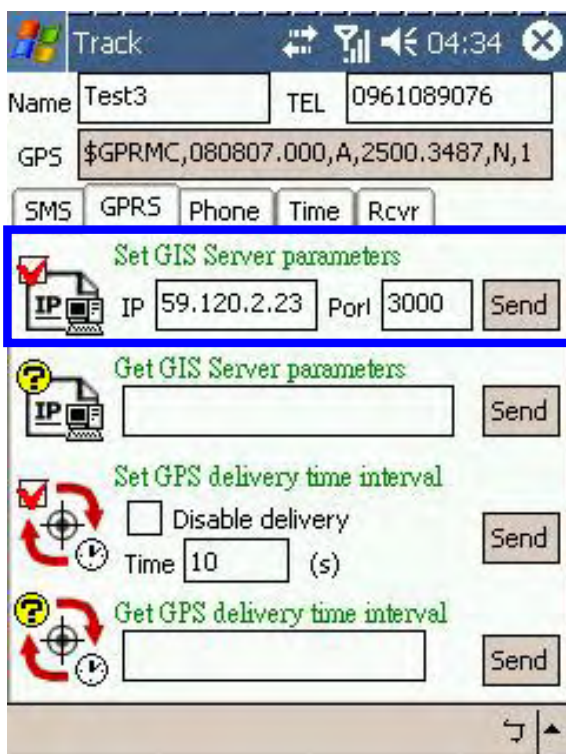 Track 04:34
Name Test3 TEL 0961089076
GPS $GPRMC,080807.000,A,2500.3487,N,1
SMS GPRS Phone Time Rcvr
Set GIS Server parameters
IP IP 59.120.2.23 Porl 3000 Send
Get GIS Server parameters
IP Send
Set GPS delivery time interval
Disable delivery
Time 10 (s) Send
Get GPS delivery time interval
Send